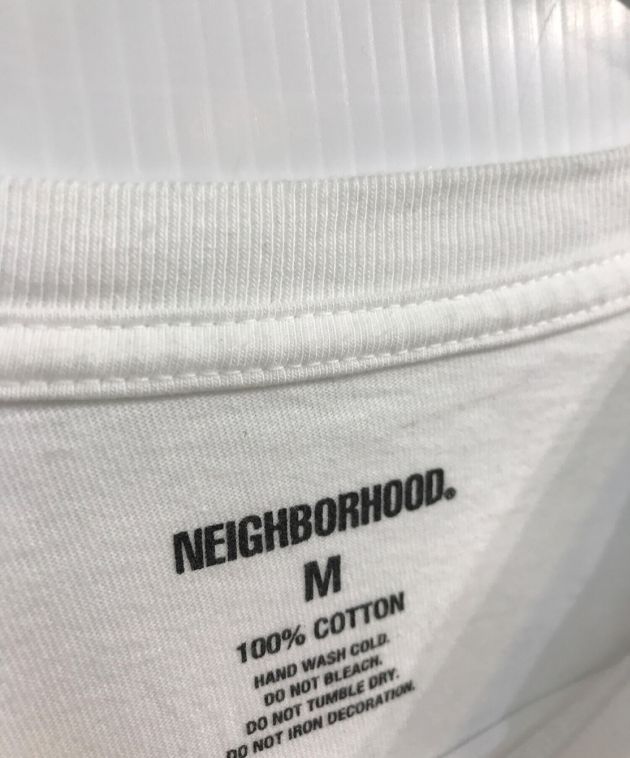 NEIGHBORHOOD®
M
100% COTTON
HAND WASH COLD.
DO NOT BLEACH.
DO NOT TUMBLE DRY.
DO NOT IRON DECORATION.